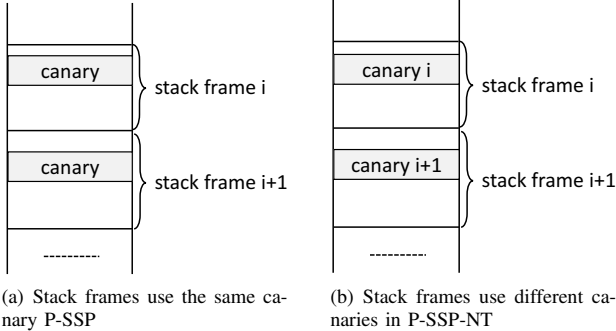 canary
stack frame i
canary
stack frame i+1
canary i
stack frame i
canary i+1
stack frame i+1
(a) Stack frames use the same ca-
nary P-SSP
(b) Stack frames use different ca-
naries in P-SSP-NT